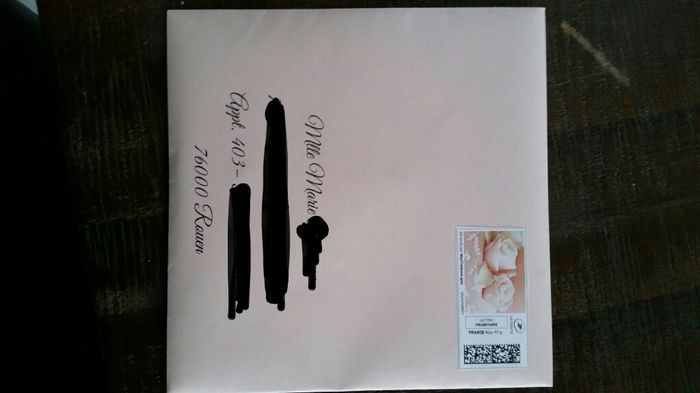 Mlle Marie
Appt. 403-
76000 Rouen
LETTRE
PRIORITAIRE
FRANCE